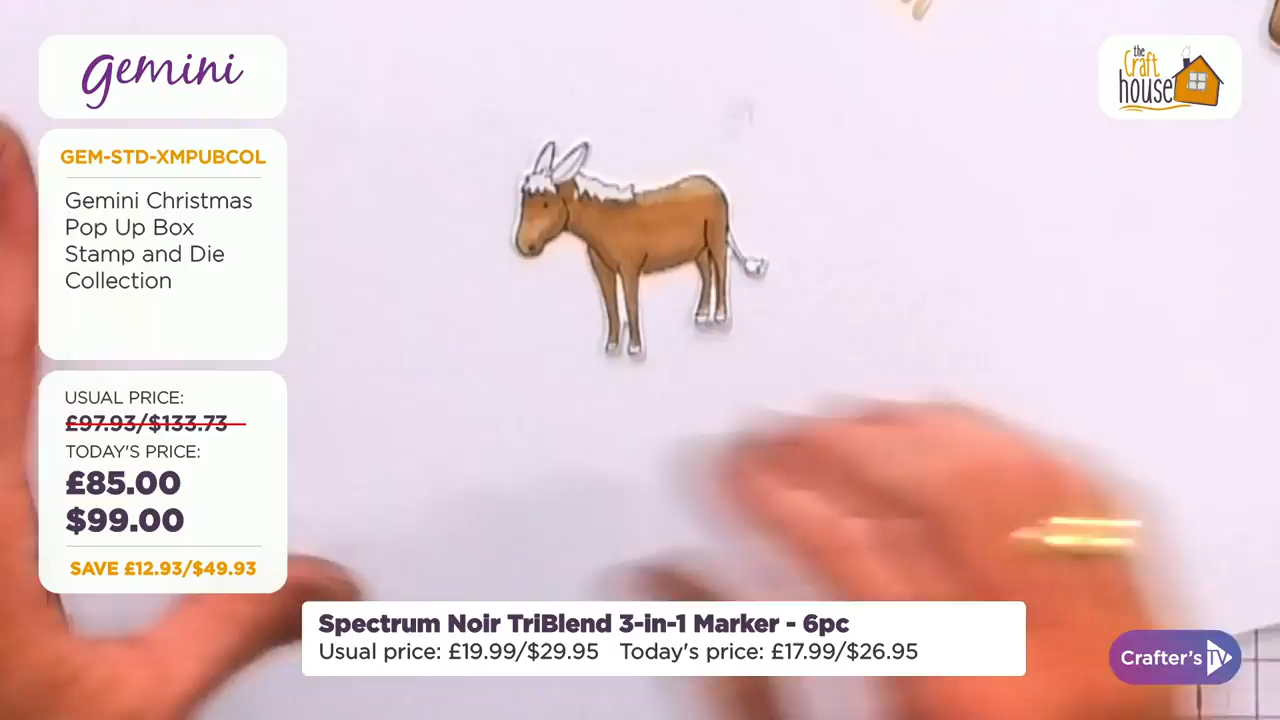 gemini
GEM-STD-XMPUBCOL
Gemini Christmas
Pop Up Box
Stamp and Die
Collection
USUAL PRICE:
£97.93/$133.73
TODAY'S PRICE:
£85.00
$99.00
SAVE £12.93/$49.93
the
Craft
house
Spectrum Noir TriBlend 3-in-1 Marker - 6pc
Usual price: £19.99/$29.95 Today's price: £17.99/$26.95
Crafter's TV